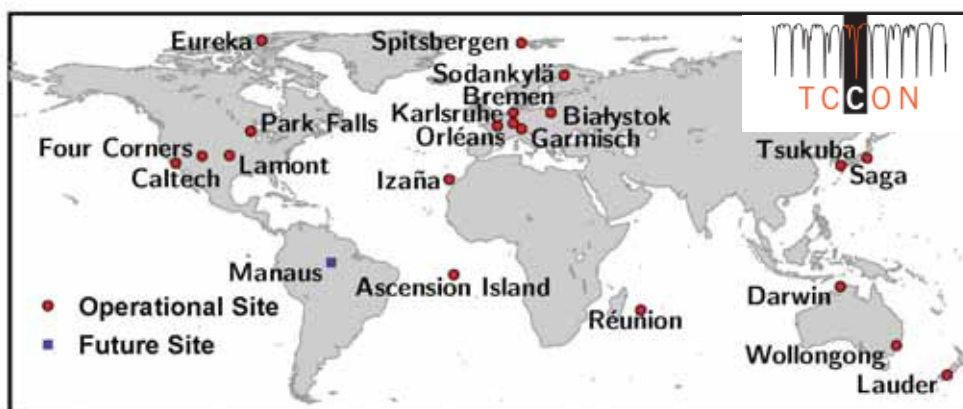 Eureka
Spitsbergen
TCCON
Sodankylä
Bremen
Karlsruhe
Białystok
Orléans
Garmisch
Park Falls
Four Corners
Lamont
Caltech
Izaña
Tsukuba
Saga
Manaus
Ascension Island
Réunion
Darwin
Wollongong
Lauder
Operational Site
Future Site